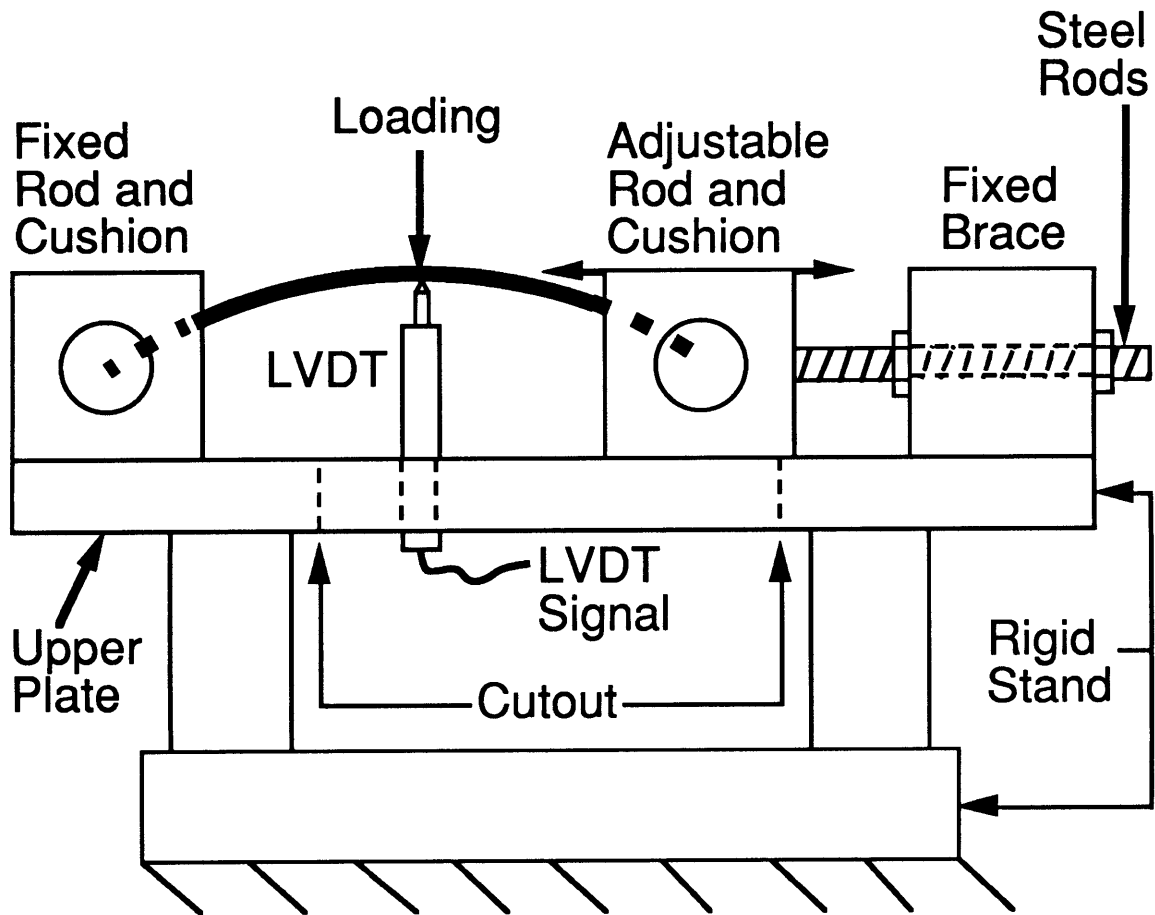 Steel
Rods
Loading
Fixed
Rod and
Cushion
Adjustable
Rod and
Cushion
Fixed
Brace
LVDT
LVDT
Signal
Upper
Plate
Cutout
Rigid
Stand